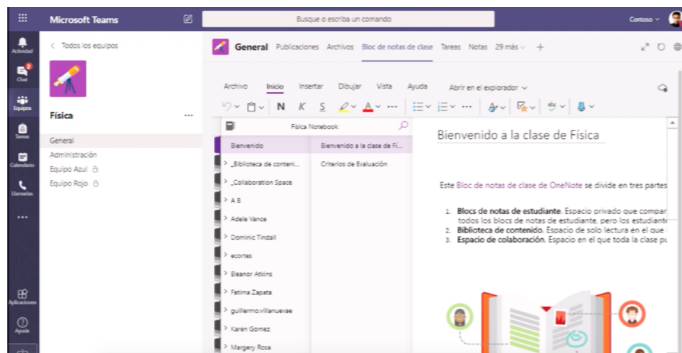 Microsoft Teams
Busque o escriba un comando
Contoso
Actividad
Chat
Equipos
Tareas
Calendario
Llamadas
Aplicaciones
Ayuda
Todos los equipos
Física
General
Administración
Equipo Azul
Equipo Rojo
General Publicaciones Archivos Bloc de notas de clase Tareas Notas 29 más +
Archivo Inicio Insertar Dibujar Vista Ayuda Abrir en el explorador
N K S A
Física Notebook
Bienvenido
_Biblioteca de conteni...
_Collaboration Space
A B
Adele Vance
Dominic Tindall
ecortes
Eleanor Atkins
Fatima Zapata
guillermo.villanuevae
Karen Gomez
Margery Rosa
Bienvenido a la clase de Fí...
Criterios de Evaluación
Bienvenido a la clase de Física
Este Bloc de notas de clase de OneNote se divide en tres partes
1. Blocs de notas de estudiante. Espacio privado que compar
todos los blocs de notas de estudiante, pero los estudiante
2. Biblioteca de contenido. Espacio de solo lectura en el que
3. Espacio de colaboración. Espacio en el que toda la clase pu